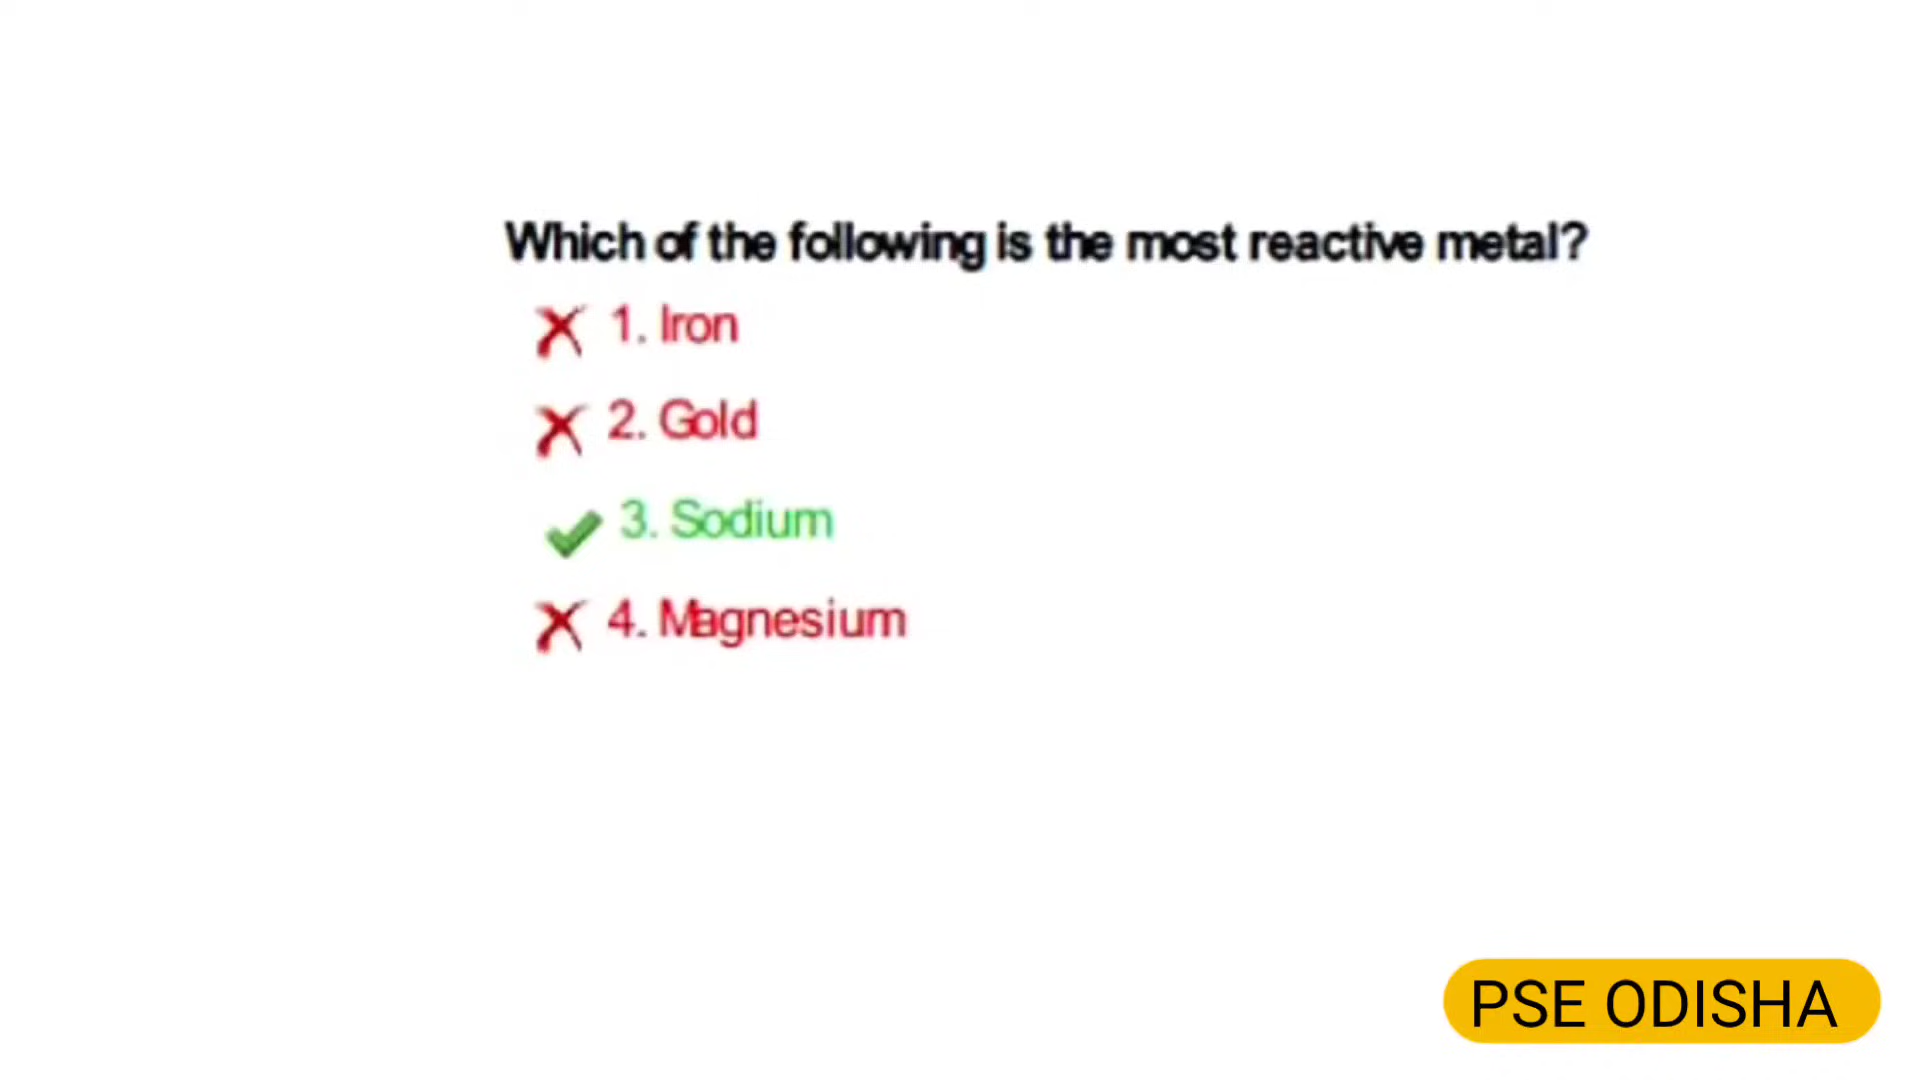 Which of the following is the most reactive metal?
1. Iron
2. Gold
3. Sodium
4. Magnesium
PSE ODISHA